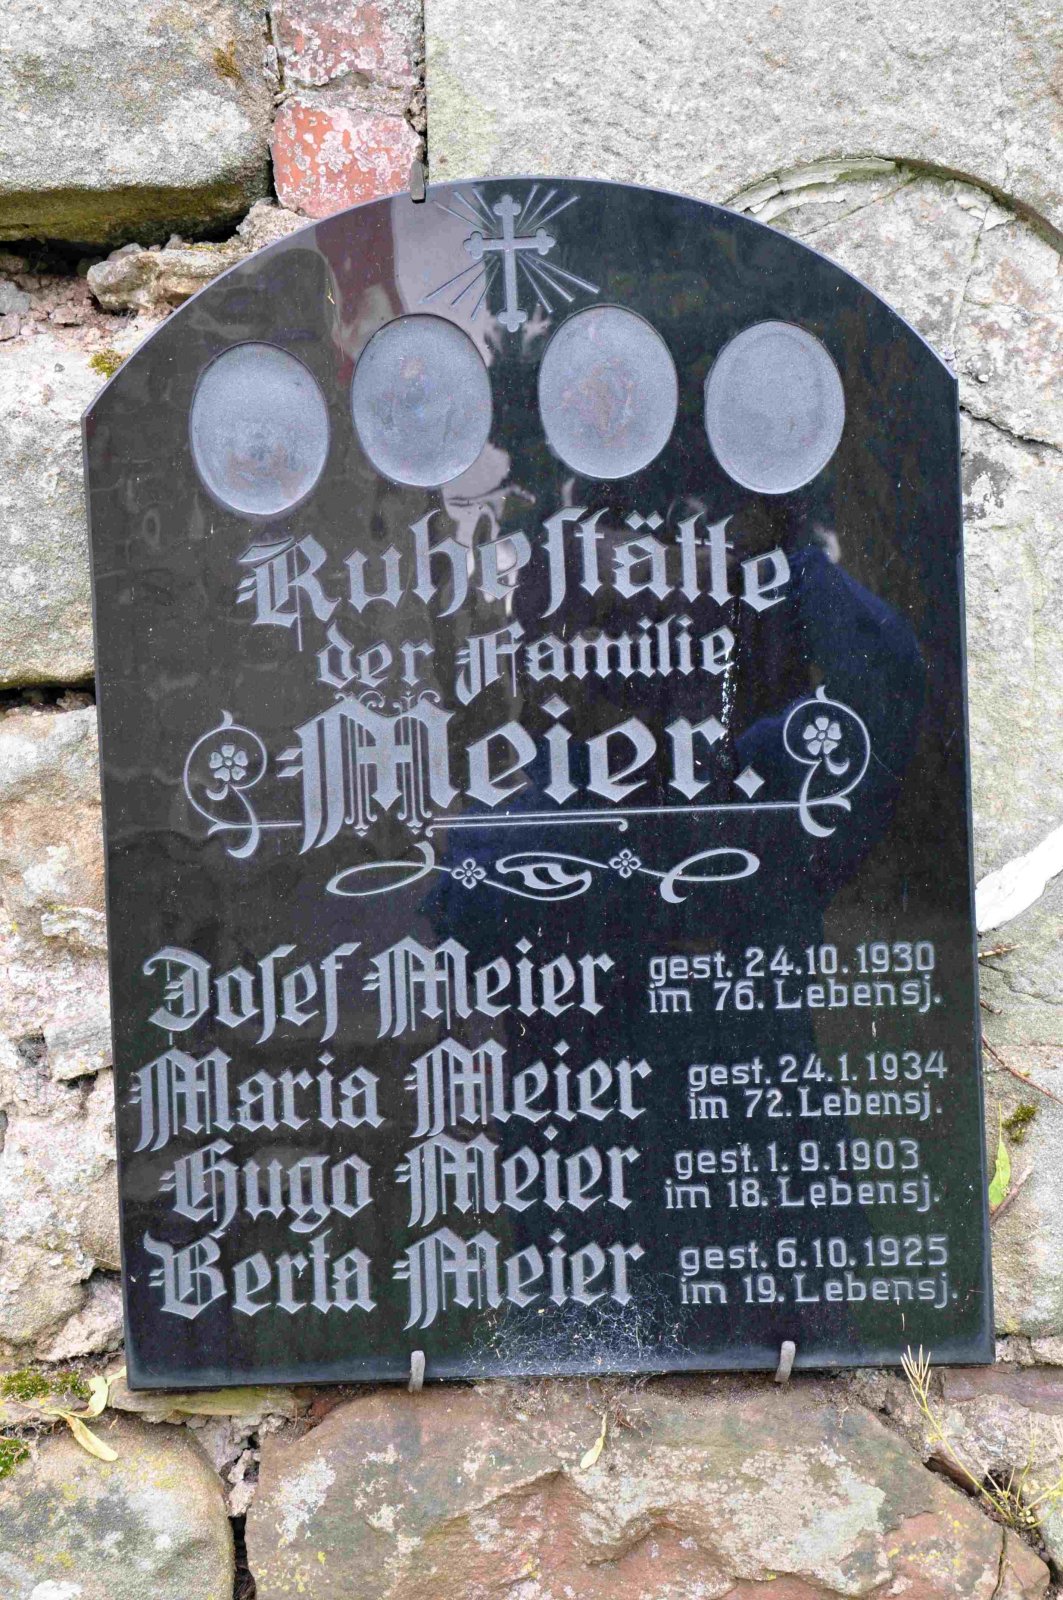 Ruheſtätte
der Familie
Meier.
Joſef Meier gest. 24.10.1930
im 76. Lebensj.
Maria Meier gest. 24.1.1934
im 72. Lebensj.
Hugo Meier gest. 1.9.1903
im 18. Lebensj.
Berta Meier gest. 6.10.1925
im 19. Lebensj.